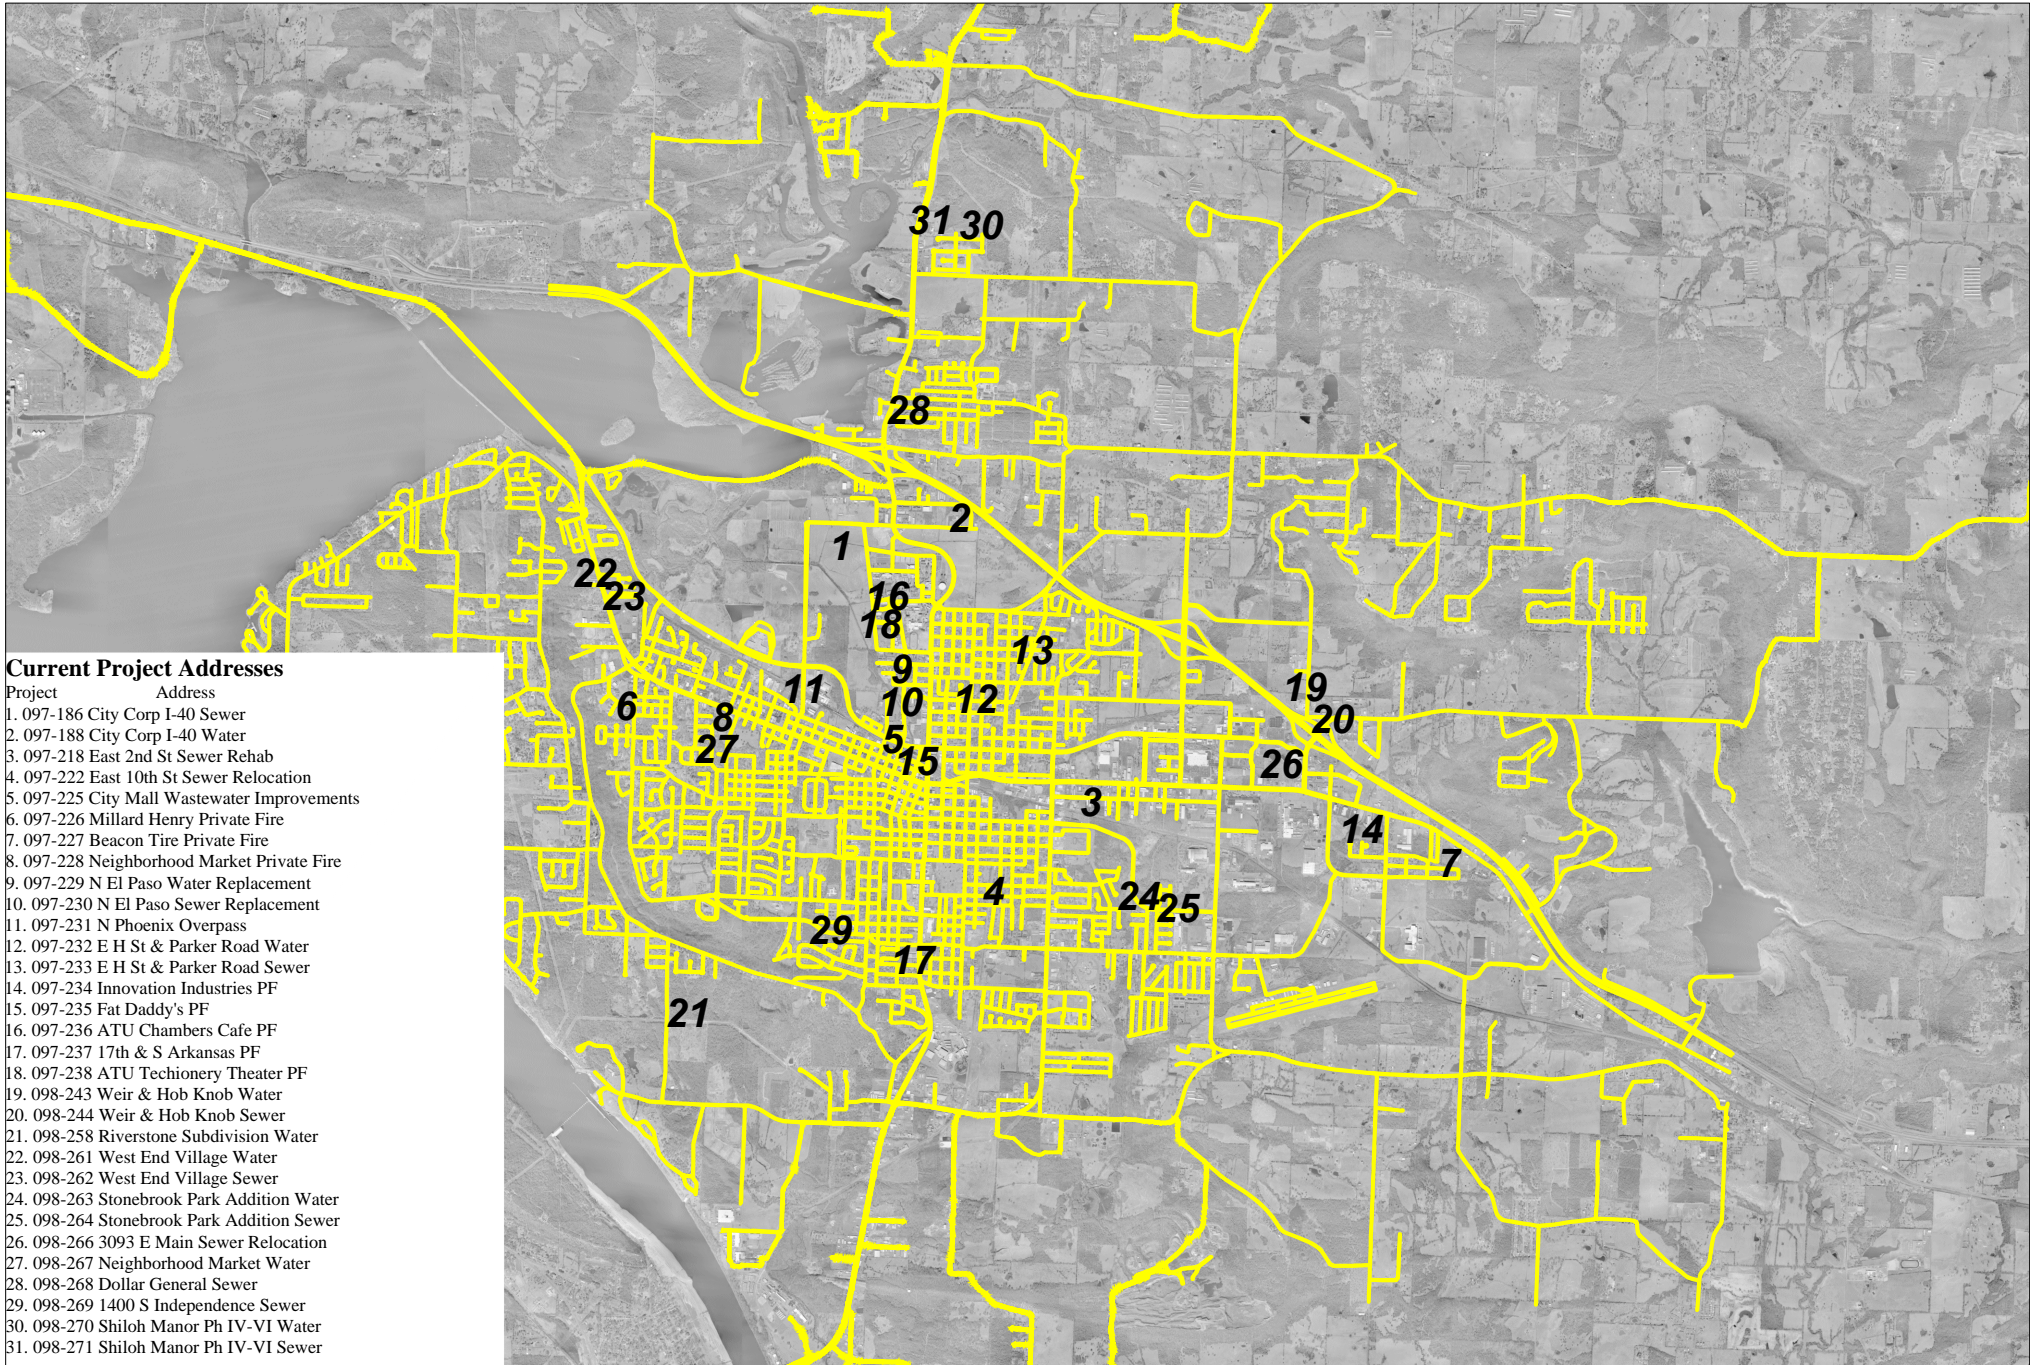 31 30
28
2
1
22
16
23
18
13
9
19
11
10
12
6
8
20
5
27
15
26
3
14
7
4
24
25
29
17
21
Current Project Addresses
Project Address
1. 097-186 City Corp I-40 Sewer
2. 097-188 City Corp I-40 Water
3. 097-218 East 2nd St Sewer Rehab
4. 097-222 East 10th St Sewer Relocation
5. 097-225 City Mall Wastewater Improvements
6. 097-226 Millard Henry Private Fire
7. 097-227 Beacon Tire Private Fire
8. 097-228 Neighborhood Market Private Fire
9. 097-229 N El Paso Water Replacement
10. 097-230 N El Paso Sewer Replacement
11. 097-231 N Phoenix Overpass
12. 097-232 E H St & Parker Road Water
13. 097-233 E H St & Parker Road Sewer
14. 097-234 Innovation Industries PF
15. 097-235 Fat Daddy's PF
16. 097-236 ATU Chambers Cafe PF
17. 097-237 17th & S Arkansas PF
18. 097-238 ATU Techionery Theater PF
19. 098-243 Weir & Hob Knob Water
20. 098-244 Weir & Hob Knob Sewer
21. 098-258 Riverstone Subdivision Water
22. 098-261 West End Village Water
23. 098-262 West End Village Sewer
24. 098-263 Stonebrook Park Addition Water
25. 098-264 Stonebrook Park Addition Sewer
26. 098-266 3093 E Main Sewer Relocation
27. 098-267 Neighborhood Market Water
28. 098-268 Dollar General Sewer
29. 098-269 1400 S Independence Sewer
30. 098-270 Shiloh Manor Ph IV-VI Water
31. 098-271 Shiloh Manor Ph IV-VI Sewer